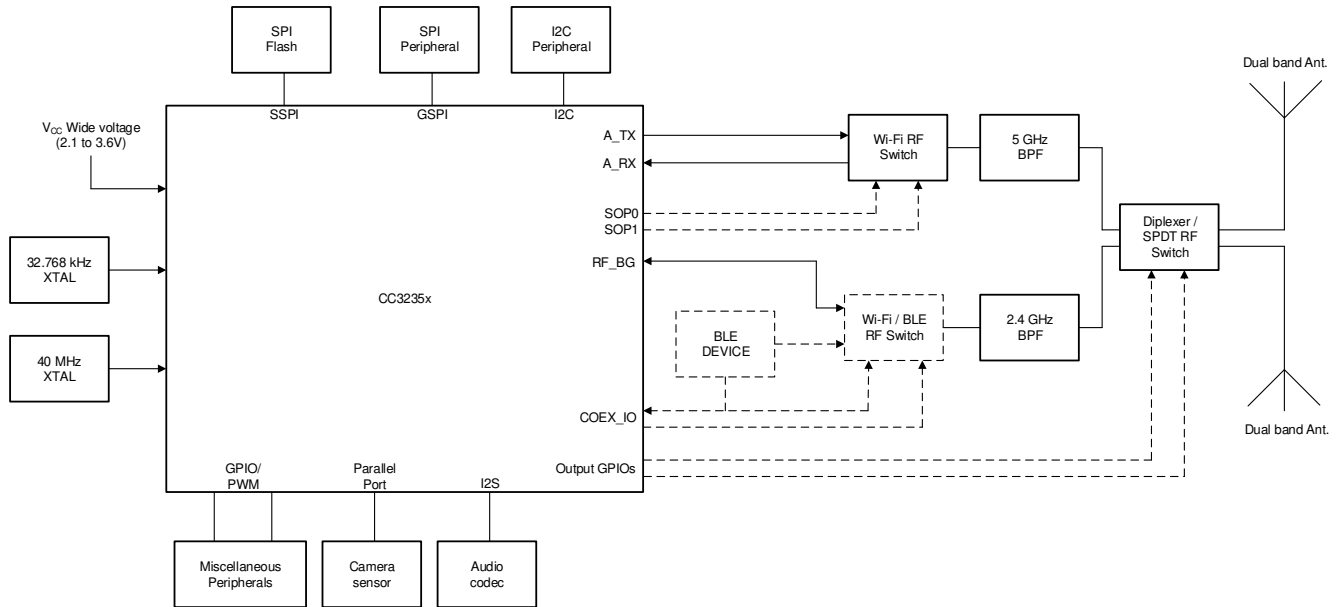 SPI
Flash
SPI
Peripheral
I2C
Peripheral
Dual band Ant.
SSPI
GSPI
I2C
VCC Wide voltage
(2.1 to 3.6V)
A_TX
A_RX
Wi-Fi RF
Switch
5 GHz
BPF
SOP0
SOP1
Diplexer /
SPDT RF
Switch
32.768 kHz
XTAL
RF_BG
CC3235x
BLE
DEVICE
Wi-Fi / BLE
RF Switch
2.4 GHz
BPF
40 MHz
XTAL
COEX_IO
Dual band Ant.
Output GPIOs
GPIO/
PWM
Parallel
Port
I2S
Miscellaneous
Peripherals
Camera
sensor
Audio
codec